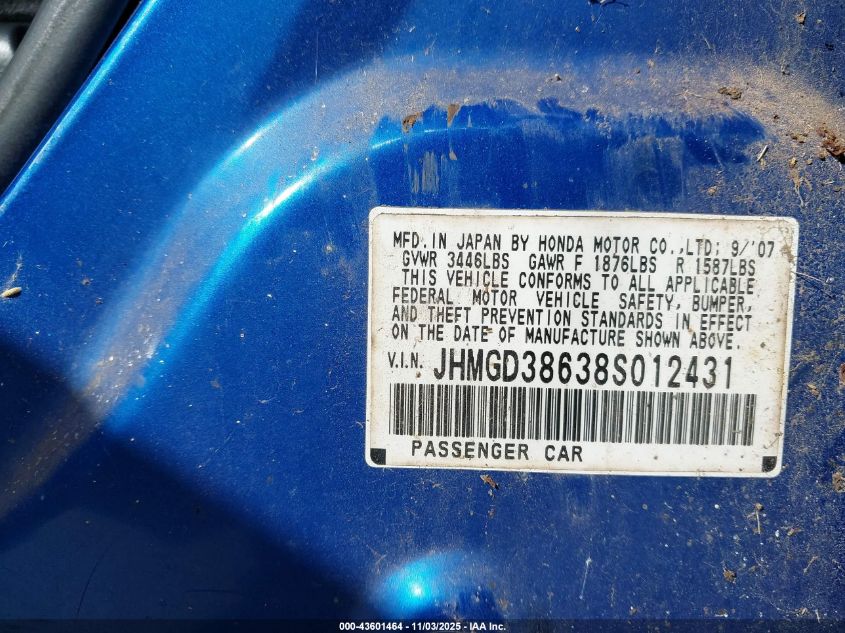 MFD. IN JAPAN BY HONDA MOTOR CO.,LTD; 9/'07
GVWR 3446LBS GAWR F 1876LBS R 1587LBS
THIS VEHICLE CONFORMS TO ALL APPLICABLE
FEDERAL MOTOR VEHICLE SAFETY, BUMPER,
AND THEFT PREVENTION STANDARDS IN EFFECT
ON THE DATE OF MANUFACTURE SHOWN ABOVE.
V.I.N. JHMGD38638S012431
PASSENGER CAR
000-43601464 - 11/03/2025 - IAA Inc.